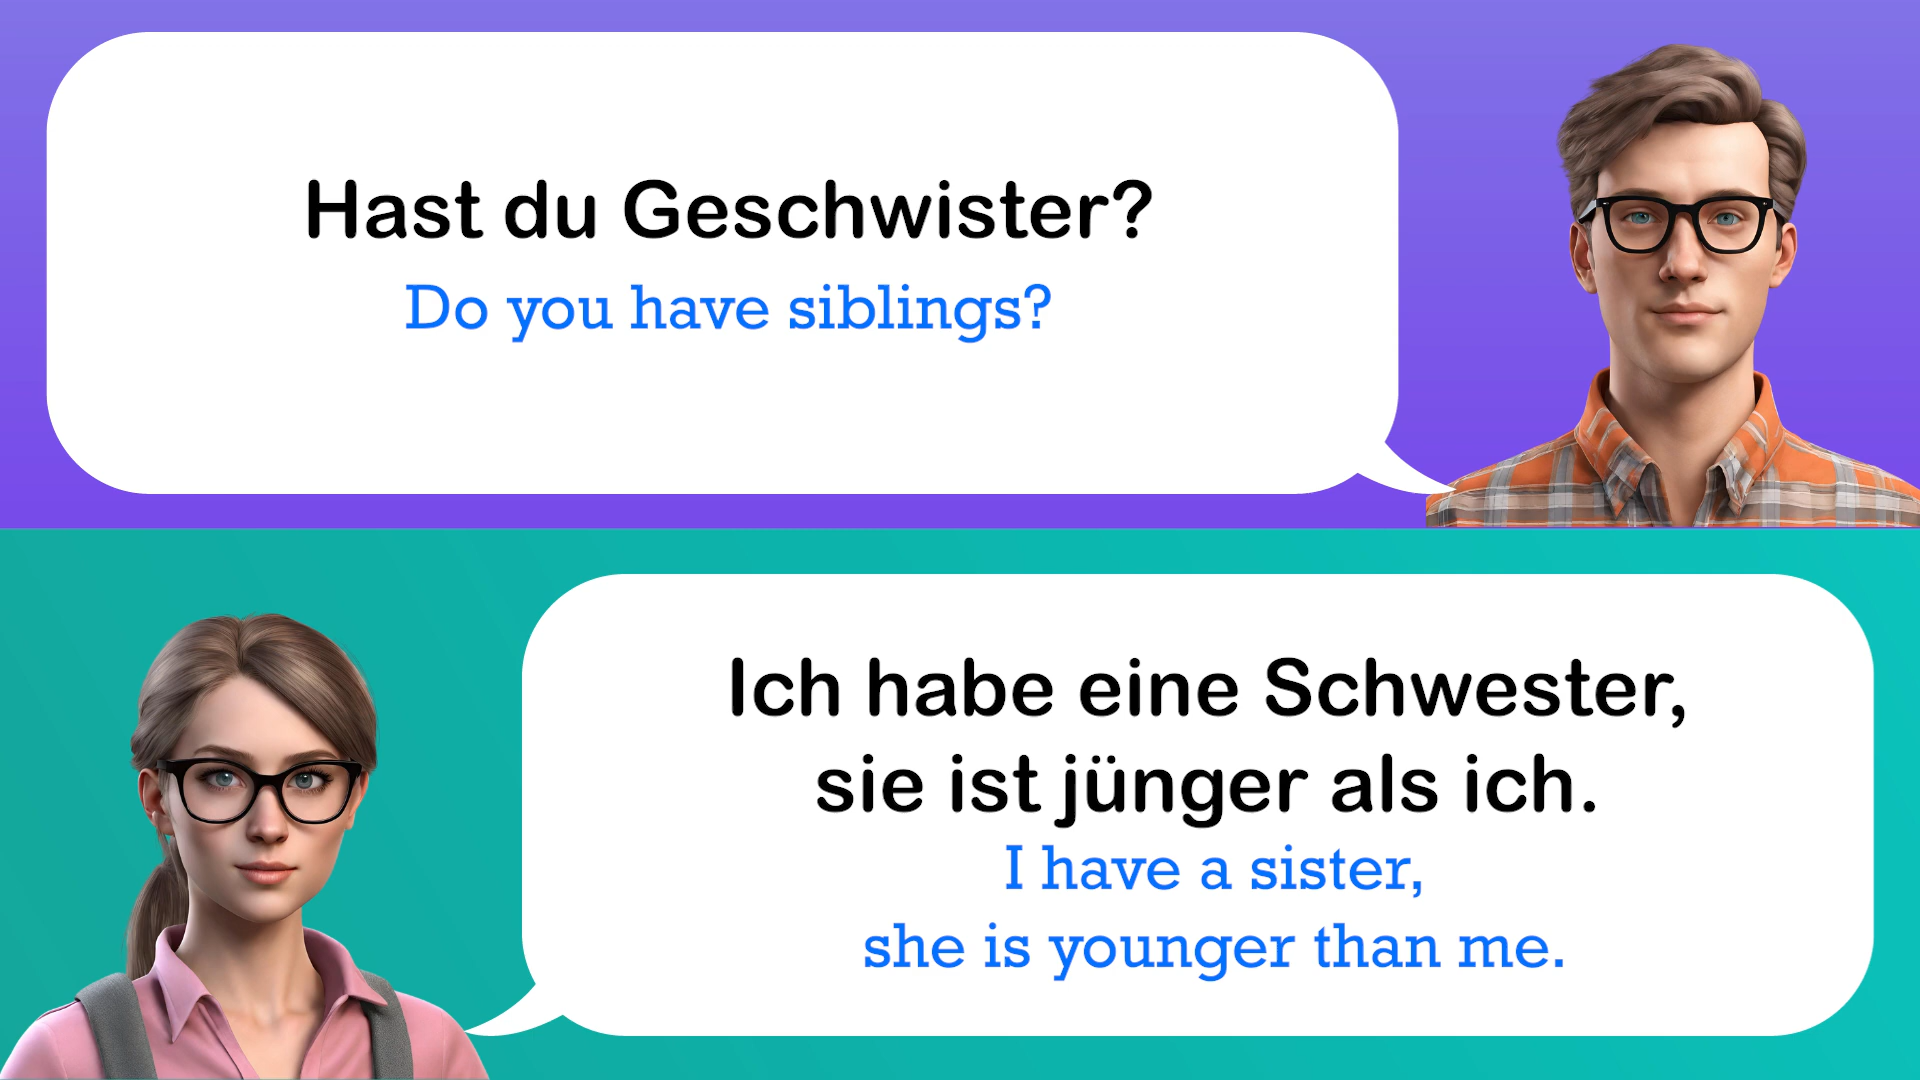 Hast du Geschwister?
Do you have siblings?
Ich habe eine Schwester,
sie ist jünger als ich.
I have a sister,
she is younger than me.